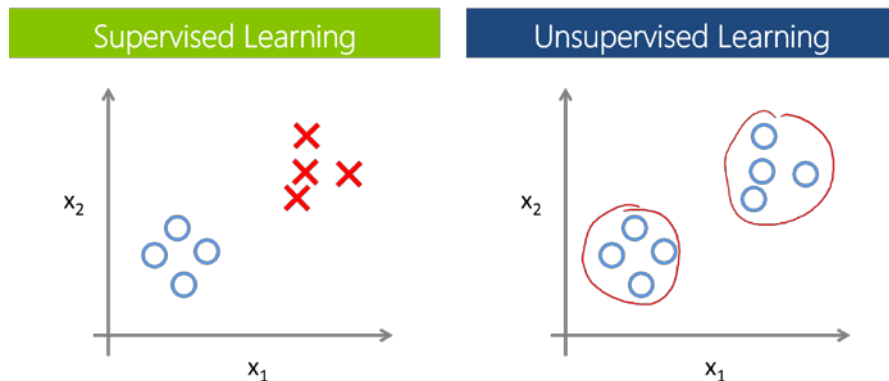 Supervised Learning
Unsupervised Learning
x₂
x₁
x₂
x₁